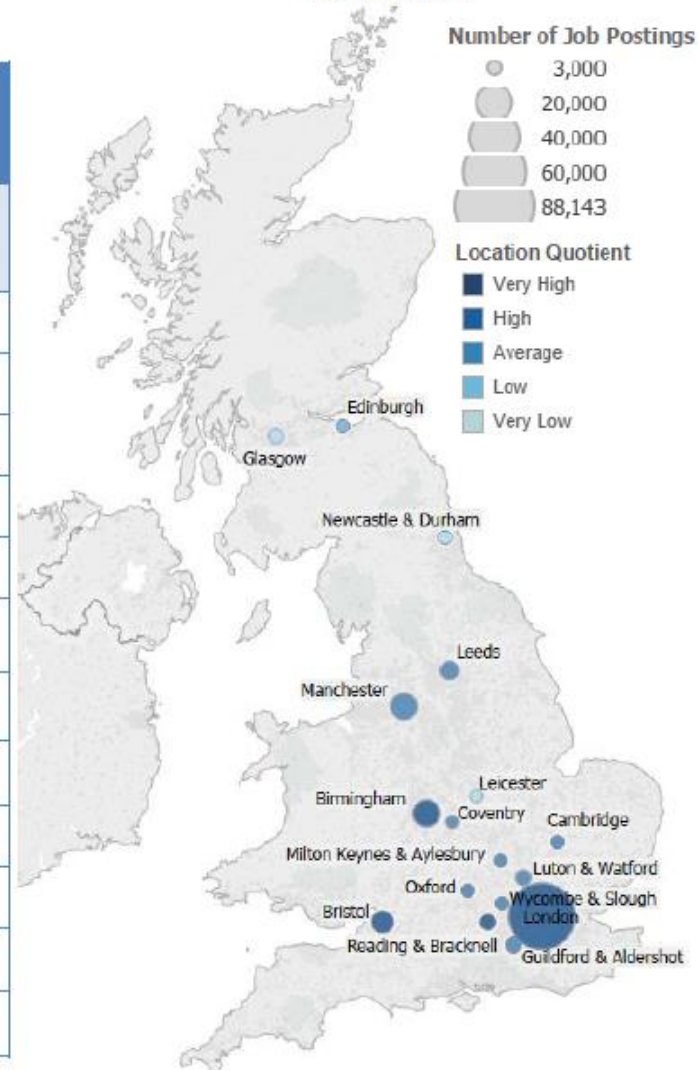 Number of Job Postings
3,000
20,000
40,000
60,000
88,143
Location Quotient
Very High
High
Average
Low
Very Low
Edinburgh
Glasgow
Newcastle & Durham
Leeds
Manchester
Leicester
Birmingham
Coventry
Cambridge
Milton Keynes & Aylesbury
Luton & Watford
Oxford
Wycombe & Slough
Bristol
London
Reading & Bracknell
Guildford & Aldershot